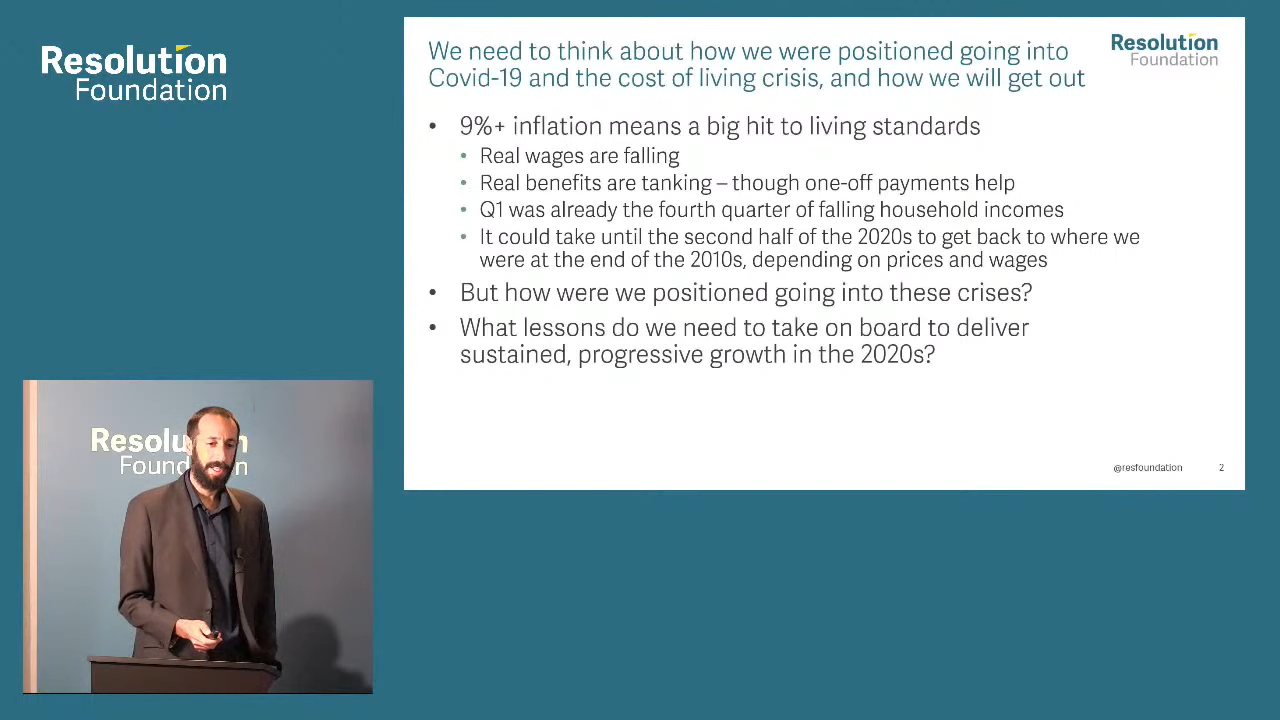 Resolution
Foundation
We need to think about how we were positioned going into
Covid-19 and the cost of living crisis, and how we will get out
Resolution
Foundation
• 9%+ inflation means a big hit to living standards
• Real wages are falling
• Real benefits are tanking – though one-off payments help
• Q1 was already the fourth quarter of falling household incomes
• It could take until the second half of the 2020s to get back to where we
were at the end of the 2010s, depending on prices and wages
• But how were we positioned going into these crises?
• What lessons do we need to take on board to deliver
sustained, progressive growth in the 2020s?
@resfoundation 2
Resolu n
Foun ion